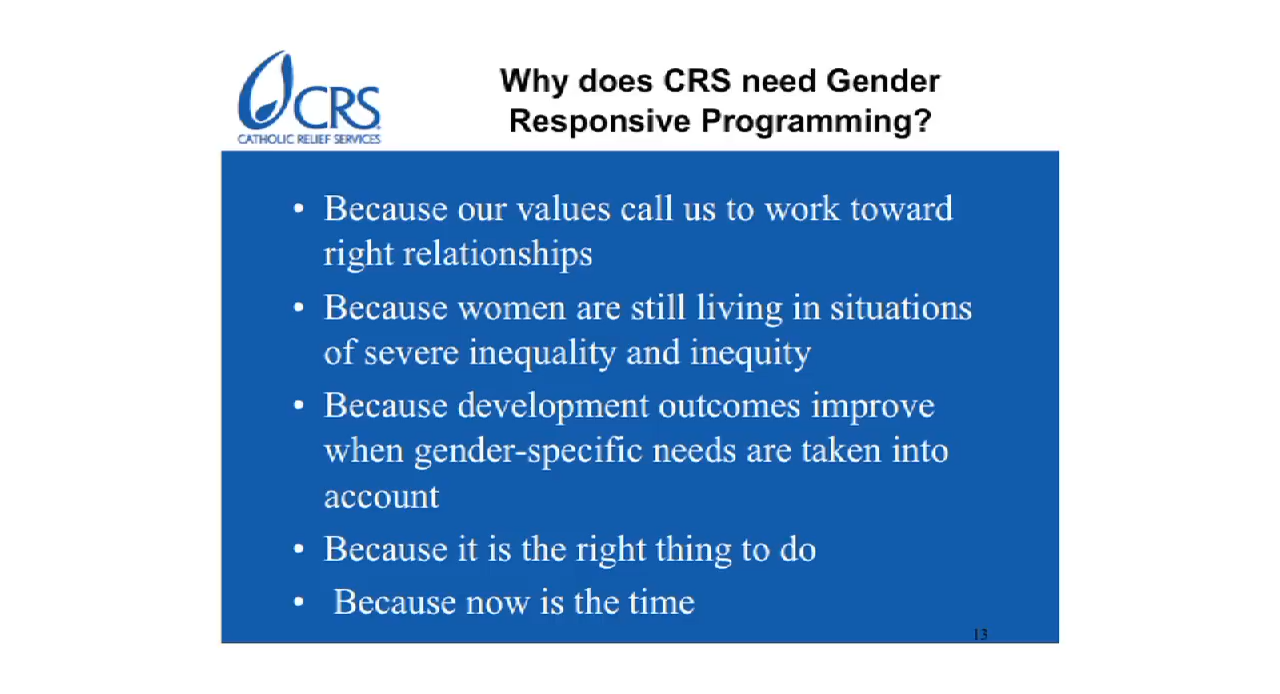 CRS
CATHOLIC RELIEF SERVICES
Why does CRS need Gender
Responsive Programming?
• Because our values call us to work toward
right relationships
• Because women are still living in situations
of severe inequality and inequity
• Because development outcomes improve
when gender-specific needs are taken into
account
• Because it is the right thing to do
• Because now is the time
13